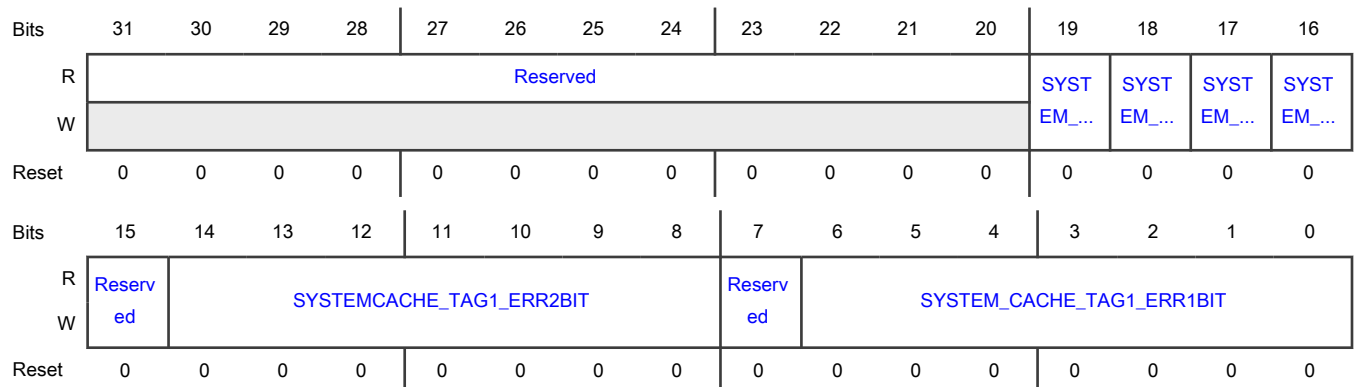 Bits 31 30 29 28 27 26 25 24 23 22 21 20 19 18 17 16
R Reserved SYST EM_... SYST EM_... SYST EM_... SYST EM_...
W
Reset 0 0 0 0 0 0 0 0 0 0 0 0 0 0 0 0
Bits 15 14 13 12 11 10 9 8 7 6 5 4 3 2 1 0
R Reserv ed SYSTEMCACHE_TAG1_ERR2BIT Reserv ed SYSTEM_CACHE_TAG1_ERR1BIT
W
Reset 0 0 0 0 0 0 0 0 0 0 0 0 0 0 0 0